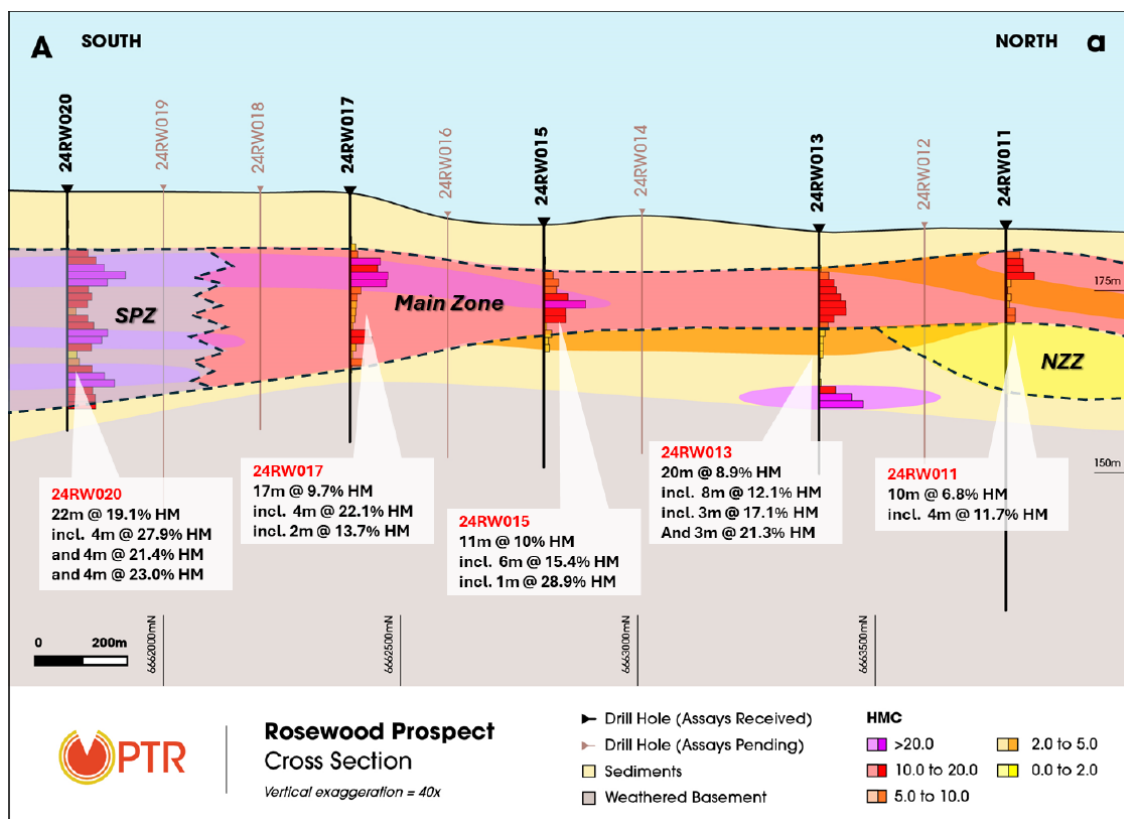 A SOUTH NORTH a
24RW020
24RW019
24RW018
24RW017
24RW016
24RW015
24RW014
24RW013
24RW012
24RW011
175m
SPZ
Main Zone
NZZ
150m
24RW020
22m @ 19.1% HM
incl. 4m @ 27.9% HM
and 4m @ 21.4% HM
and 4m @ 23.0% HM
24RW017
17m @ 9.7% HM
incl. 4m @ 22.1% HM
incl. 2m @ 13.7% HM
24RW015
11m @ 10% HM
incl. 6m @ 15.4% HM
incl. 1m @ 28.9% HM
24RW013
20m @ 8.9% HM
incl. 8m @ 12.1% HM
incl. 3m @ 17.1% HM
And 3m @ 21.3% HM
24RW011
10m @ 6.8% HM
incl. 4m @ 11.7% HM
0 200m
6662000mN
6662500mN
6663000mN
6663500mN
PTR
Rosewood Prospect
Cross Section
Vertical exaggeration = 40x
Drill Hole (Assays Received)
Drill Hole (Assays Pending)
Sediments
Weathered Basement
HMC
>20.0
10.0 to 20.0
5.0 to 10.0
2.0 to 5.0
0.0 to 2.0